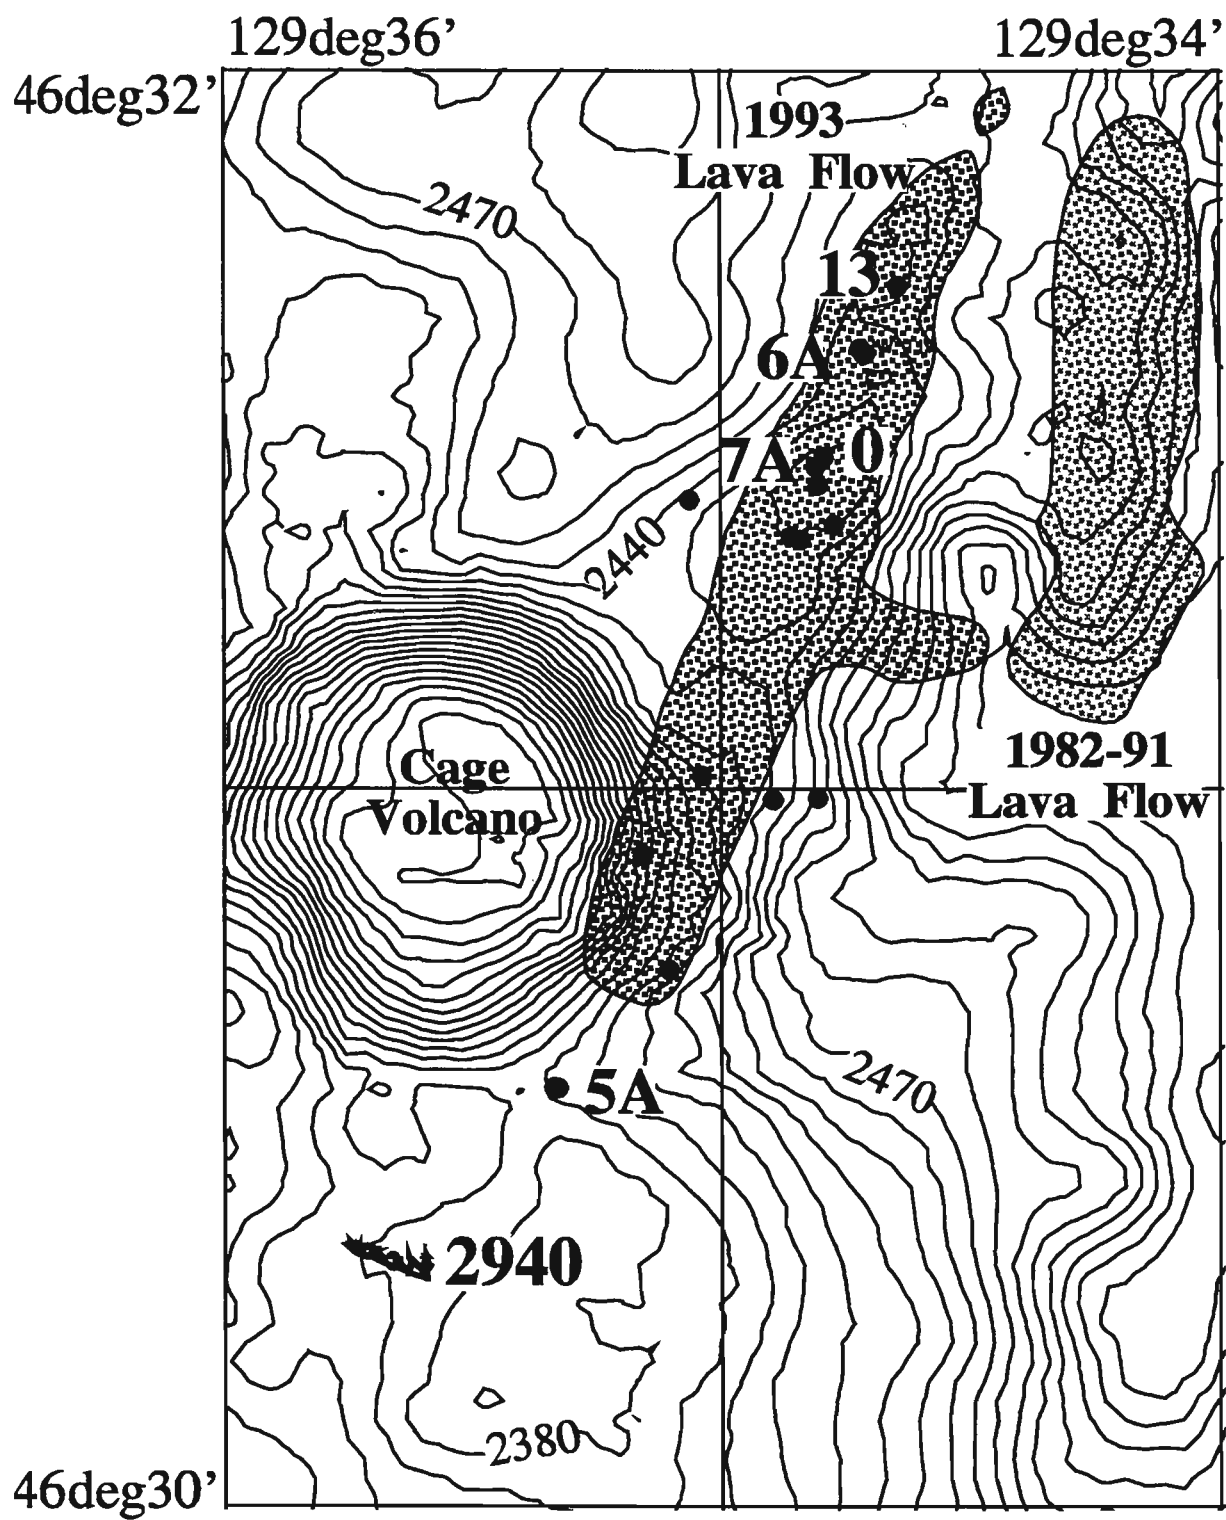 129deg36’
129deg34’
46deg32’
1993
Lava Flow
2470
13
6A
7A
0
2440
1982-91
Lava Flow
Cage
Volcano
2470
5A
2940
2380
46deg30’